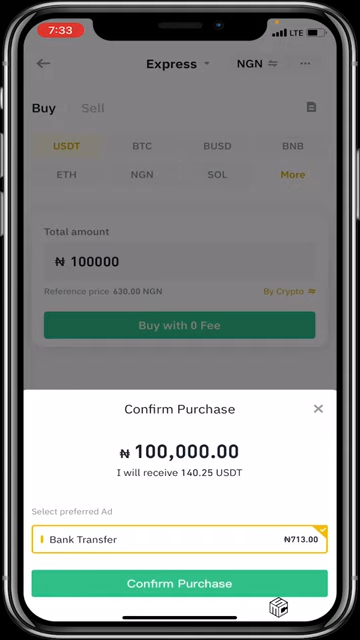 7:33
LTE
Express
NGN
Buy
Sell
USDT
BTC
BUSD
BNB
ETH
NGN
SOL
More
Total amount
₦ 100000
Reference price 630.00 NGN
By Crypto
Buy with 0 Fee
Confirm Purchase
₦ 100,000.00
I will receive 140.25 USDT
Select preferred Ad
Bank Transfer
₦713.00
Confirm Purchase